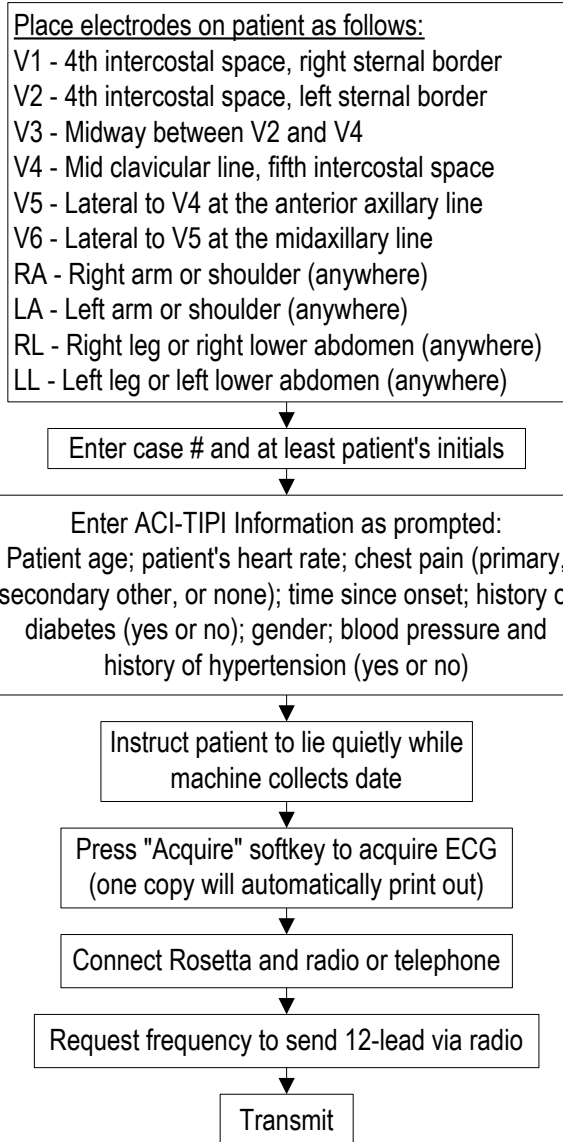 Place electrodes on patient as follows:
V1 - 4th intercostal space, right sternal border
V2 - 4th intercostal space, left sternal border
V3 - Midway between V2 and V4
V4 - Mid clavicular line, fifth intercostal space
V5 - Lateral to V4 at the anterior axillary line
V6 - Lateral to V5 at the midaxillary line
RA - Right arm or shoulder (anywhere)
LA - Left arm or shoulder (anywhere)
RL - Right leg or right lower abdomen (anywhere)
LL - Left leg or left lower abdomen (anywhere)
Enter case # and at least patient's initials
Enter ACI-TIPI Information as prompted:
Patient age; patient's heart rate; chest pain (primary,
secondary other, or none); time since onset; history o
diabetes (yes or no); gender; blood pressure and
history of hypertension (yes or no)
Instruct patient to lie quietly while
machine collects date
Press "Acquire" softkey to acquire ECG
(one copy will automatically print out)
Connect Rosetta and radio or telephone
Request frequency to send 12-lead via radio
Transmit